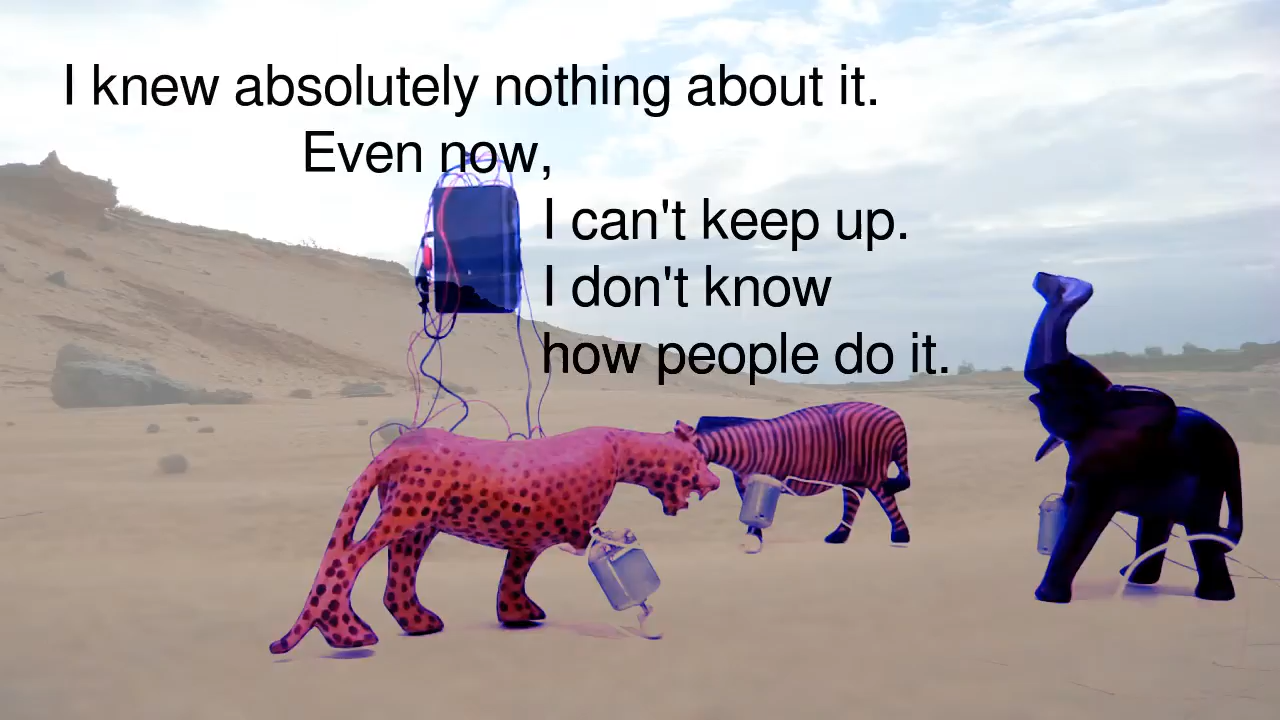 I knew absolutely nothing about it.
Even now,
I can't keep up.
I don't know
how people do it.